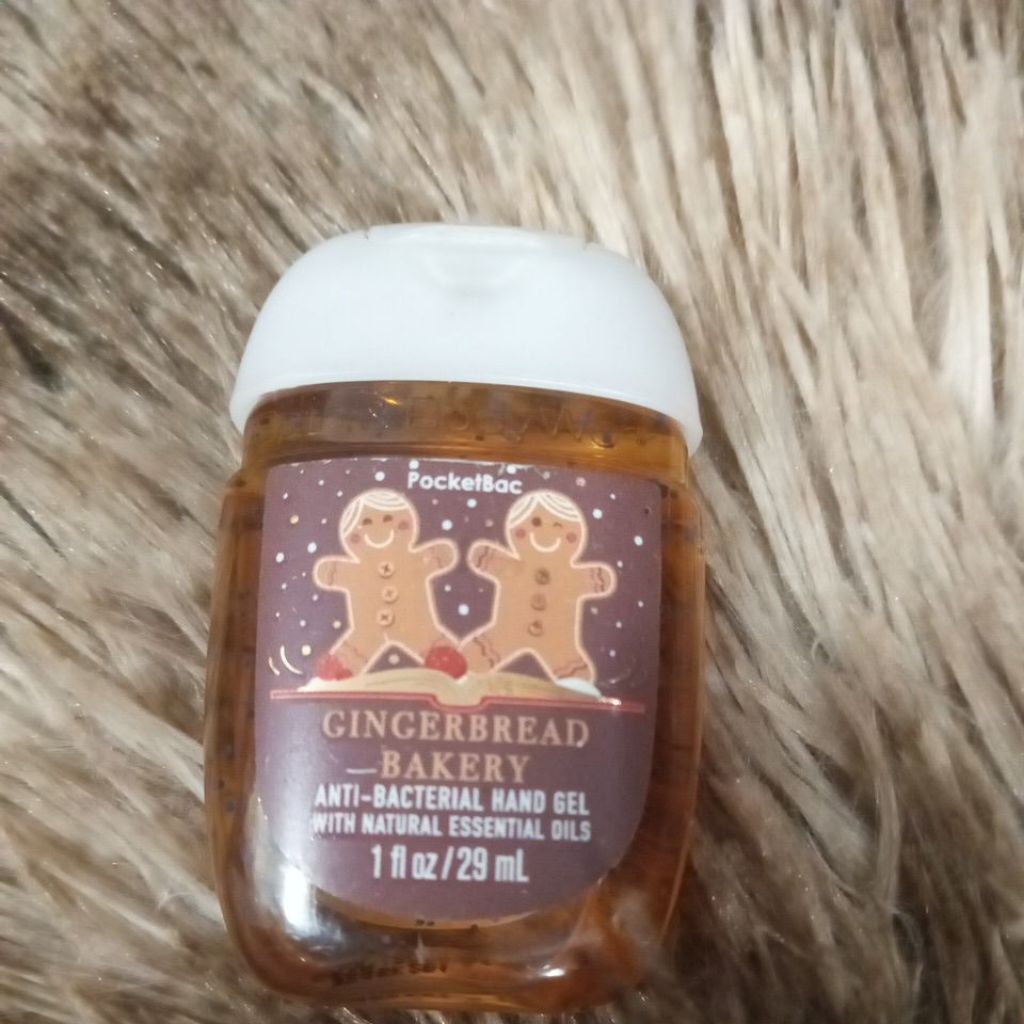 PocketBac
GINGERBREAD
BAKERY
ANTI-BACTERIAL HAND GEL
WITH NATURAL ESSENTIAL OILS
1 fl oz/29 mL